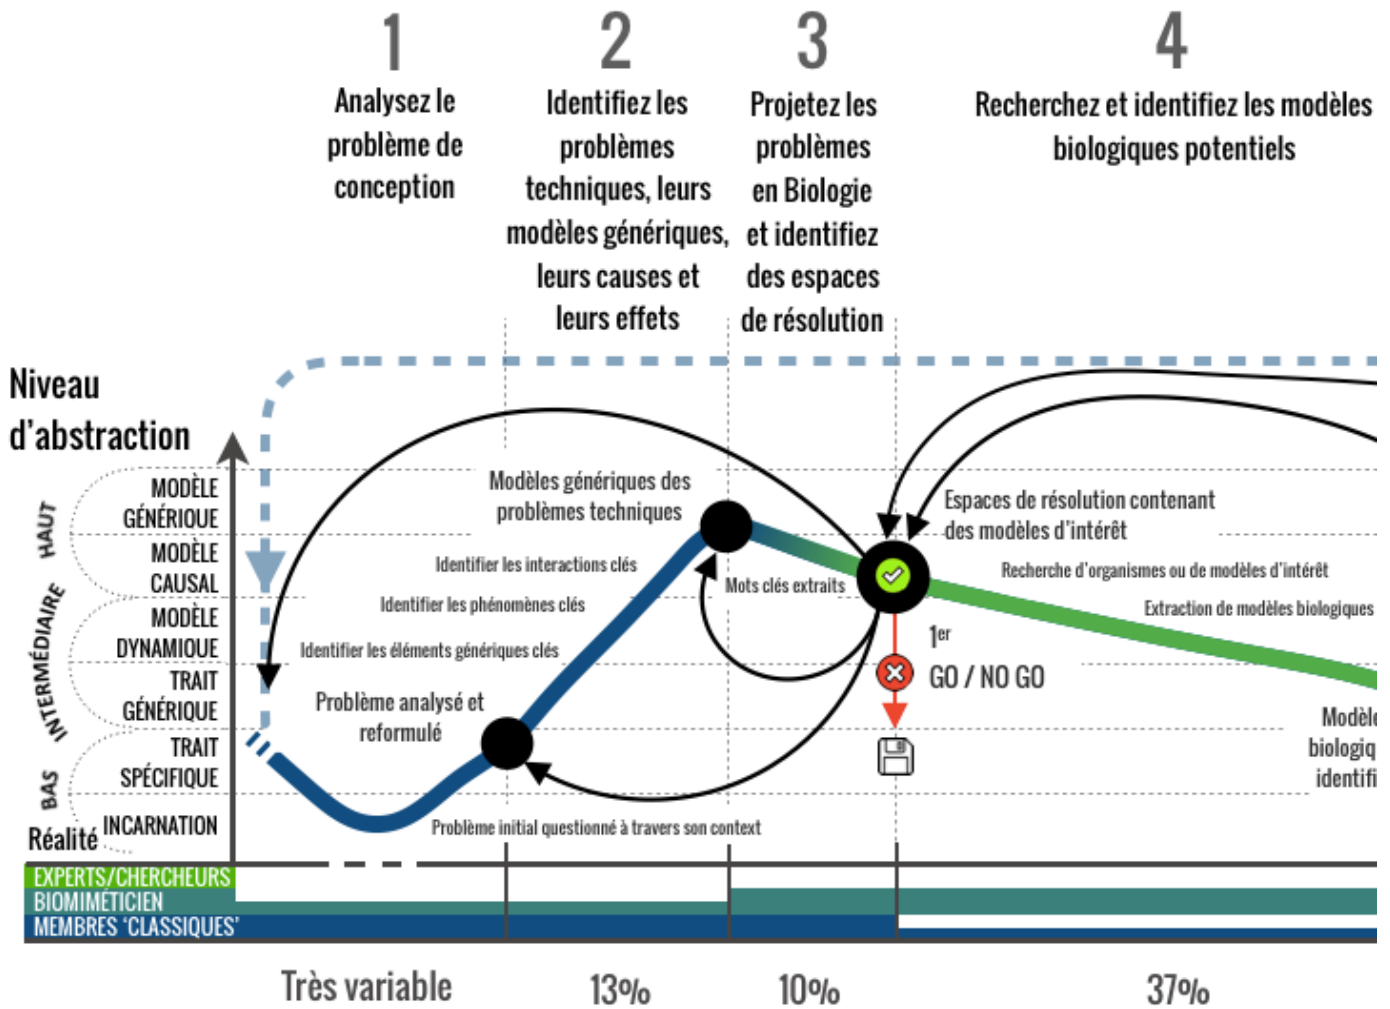 1
Analysez le
problème de
conception
2
Identifiez les
problèmes
techniques, leurs
modèles génériques,
leurs causes et
leurs effets
3
Projetez les
problèmes
en Biologie
et identifiez
des espaces
de résolution
4
Recherchez et identifiez les modèles
biologiques potentiels
Niveau
d'abstraction
HAUT
MODÈLE
GÉNÉRIQUE
MODÈLE
CAUSAL
INTERMÉDIAIRE
MODÈLE
DYNAMIQUE
TRAIT
GÉNÉRIQUE
BAS
TRAIT
SPÉCIFIQUE
INCARNATION
Réalité
Modèles génériques des
problèmes techniques
Identifier les interactions clés
Identifier les phénomènes clés
Identifier les éléments génériques clés
Problème analysé et
reformulé
Problème initial questionné à travers son context
Mots clés extraits
Espaces de résolution contenant
des modèles d'intérêt
Recherche d'organismes ou de modèles d'intérêt
Extraction de modèles biologiques
1er
GO / NO GO
Modèle
biologiq
identifi
EXPERTS/CHERCHEURS
BIOMIMÉTICIEN
MEMBRES 'CLASSIQUES'
Très variable
13%
10%
37%